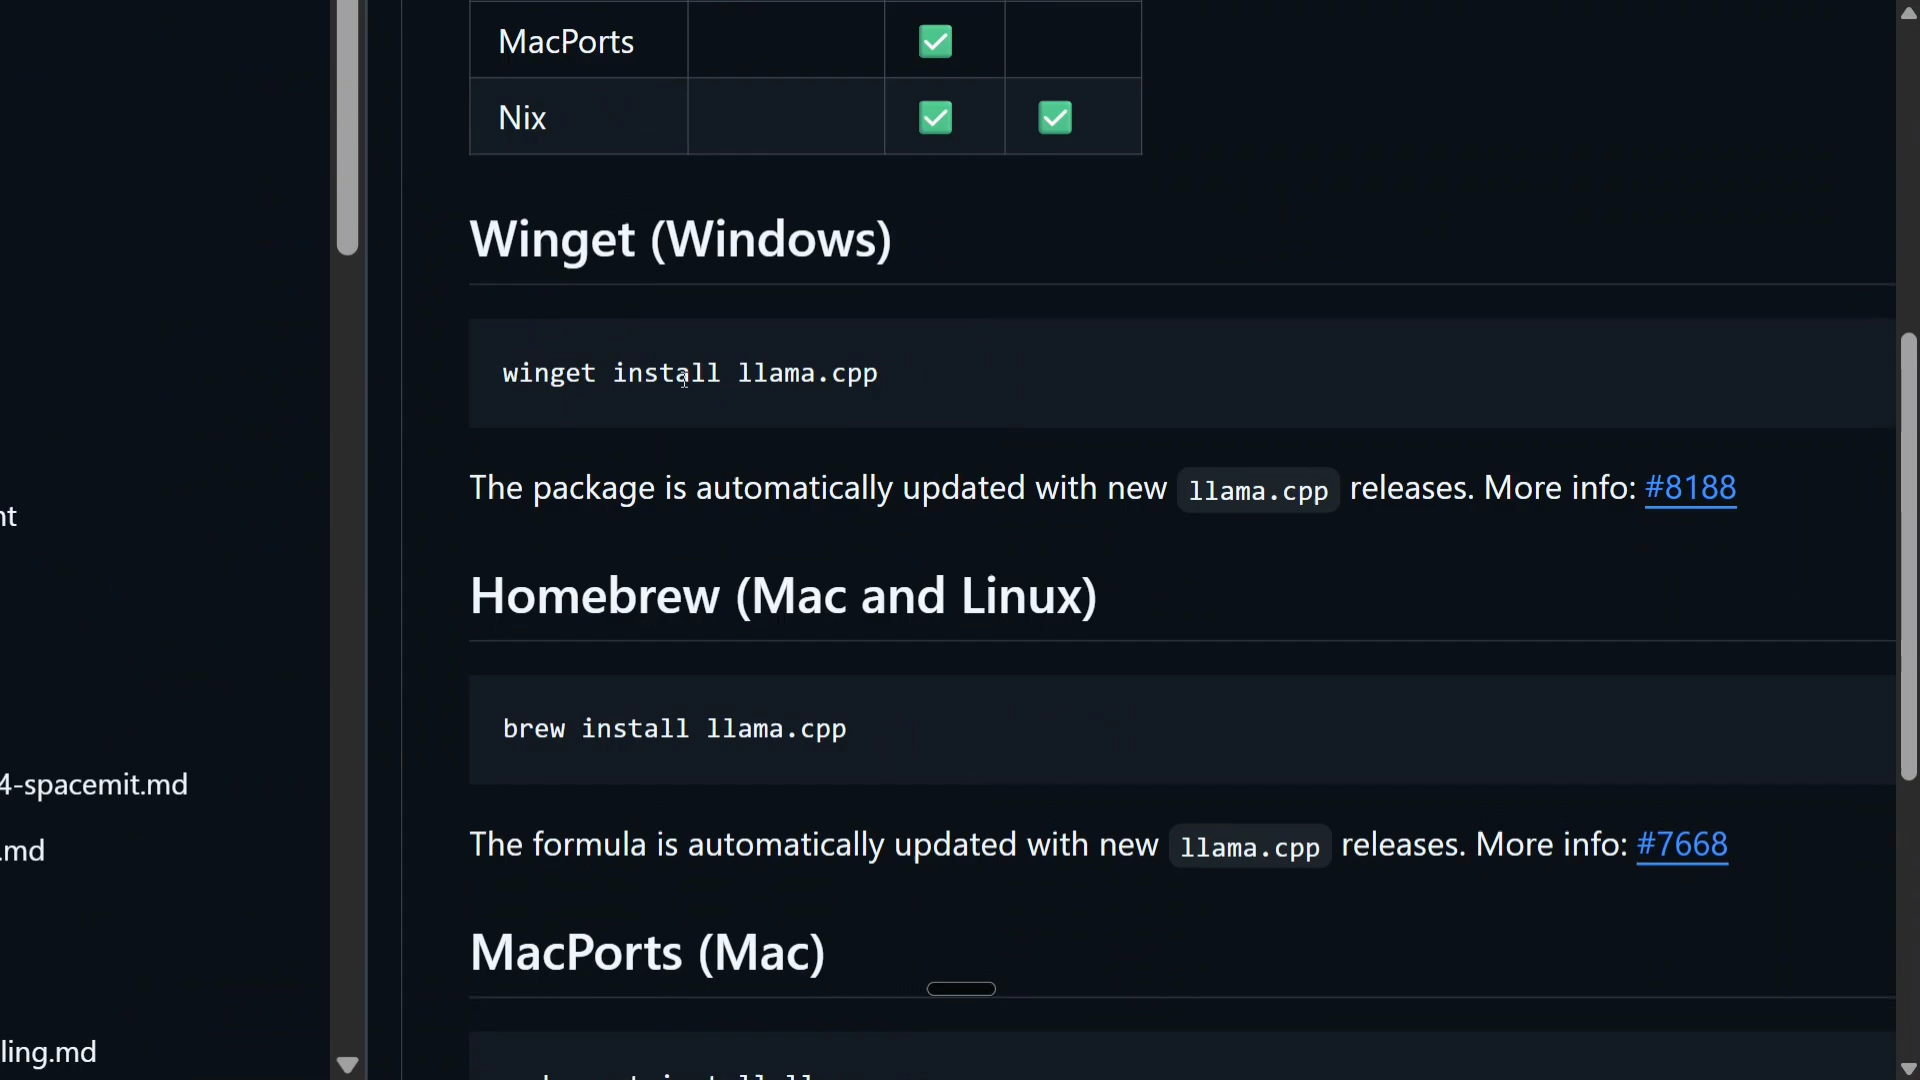 MacPorts ✅
Nix ✅ ✅
Winget (Windows)
winget install llama.cpp
The package is automatically updated with new llama.cpp releases. More info: #8188
nt
Homebrew (Mac and Linux)
brew install llama.cpp
4-spacemit.md
The formula is automatically updated with new llama.cpp releases. More info: #7668
.md
MacPorts (Mac)
ling.md